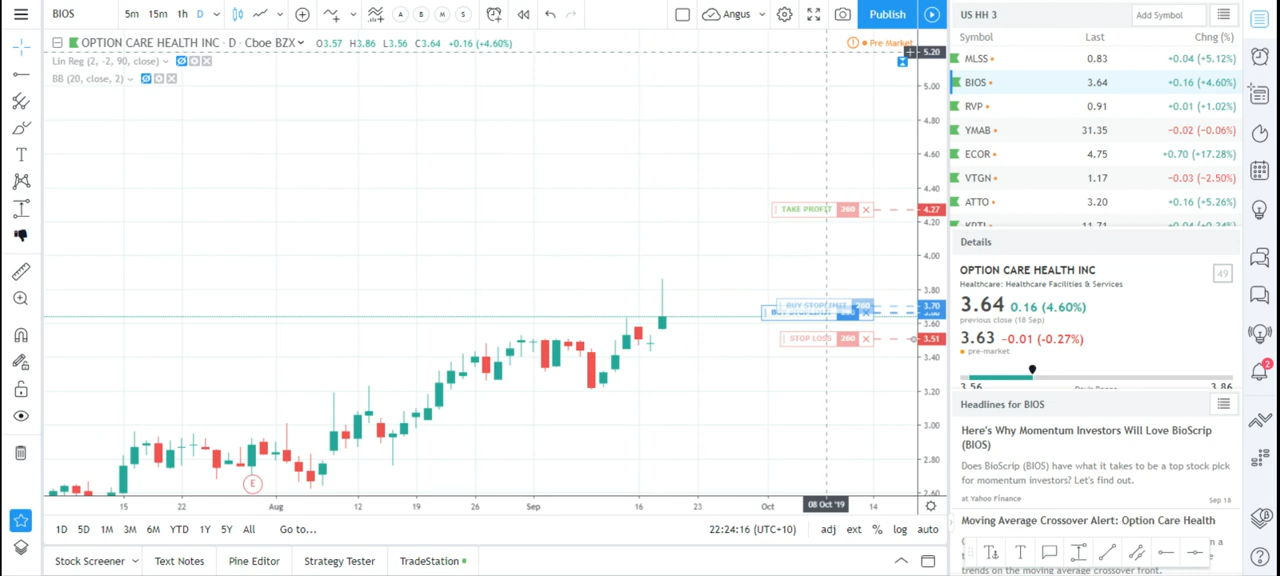 BIOS 5m 15m 1h D A B M S Angus Publish
OPTION CARE HEALTH INC · D · Cboe BZX O3.57 H3.86 L3.56 C3.64 +0.16 (+4.60%) Pre Market
Lin Reg (2, -2, 90, close)
BB (20, close, 2)
5.20
5.00
4.80
4.60
4.40
TAKE PROFIT 260 4.27
4.20
4.00
3.80
BUY STOPLIMIT 260 3.70
3.60
STOP LOSS 260 3.51
3.40
3.20
3.00
2.80
2.60
E
15 22 Aug 12 19 26 Sep 16 23 Oct 08 Oct '19 14
1D 5D 1M 3M 6M YTD 1Y 5Y All Go to... 22:24:16 (UTC+10) adj ext % log auto
Stock Screener Text Notes Pine Editor Strategy Tester TradeStation
US HH 3 Add Symbol
Symbol Last Chng (%)
MLSS 0.83 +0.04 (+5.12%)
BIOS 3.64 +0.16 (+4.60%)
RVP 0.91 +0.01 (+1.02%)
YMAB 31.35 −0.02 (−0.06%)
ECOR 4.75 +0.70 (+17.28%)
VTGN 1.17 −0.03 (−2.50%)
ATTO 3.20 +0.16 (+5.26%)
Details
OPTION CARE HEALTH INC 49
Healthcare: Healthcare Facilities & Services
3.64 0.16 (4.60%)
previous close (18 Sep)
3.63 −0.01 (−0.27%)
pre-market
3.56 3.86
Headlines for BIOS
Here's Why Momentum Investors Will Love BioScrip
(BIOS)
Does BioScrip (BIOS) have what it takes to be a top stock pick
for momentum investors? Let's find out.
at Yahoo Finance Sep 18
Moving Average Crossover Alert: Option Care Health
2